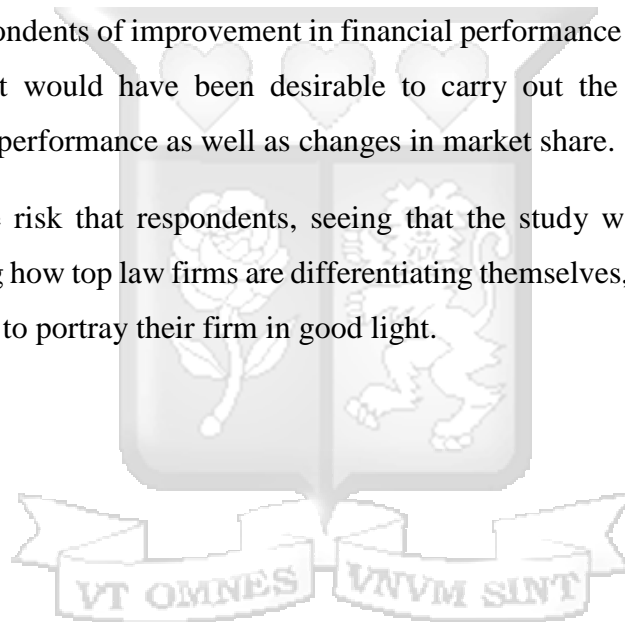 ondents of improvement in financial performance
t would have been desirable to carry out the
performance as well as changes in market share.
risk that respondents, seeing that the study w
g how top law firms are differentiating themselves,
to portray their firm in good light.
VT OMNES VNVM SINT